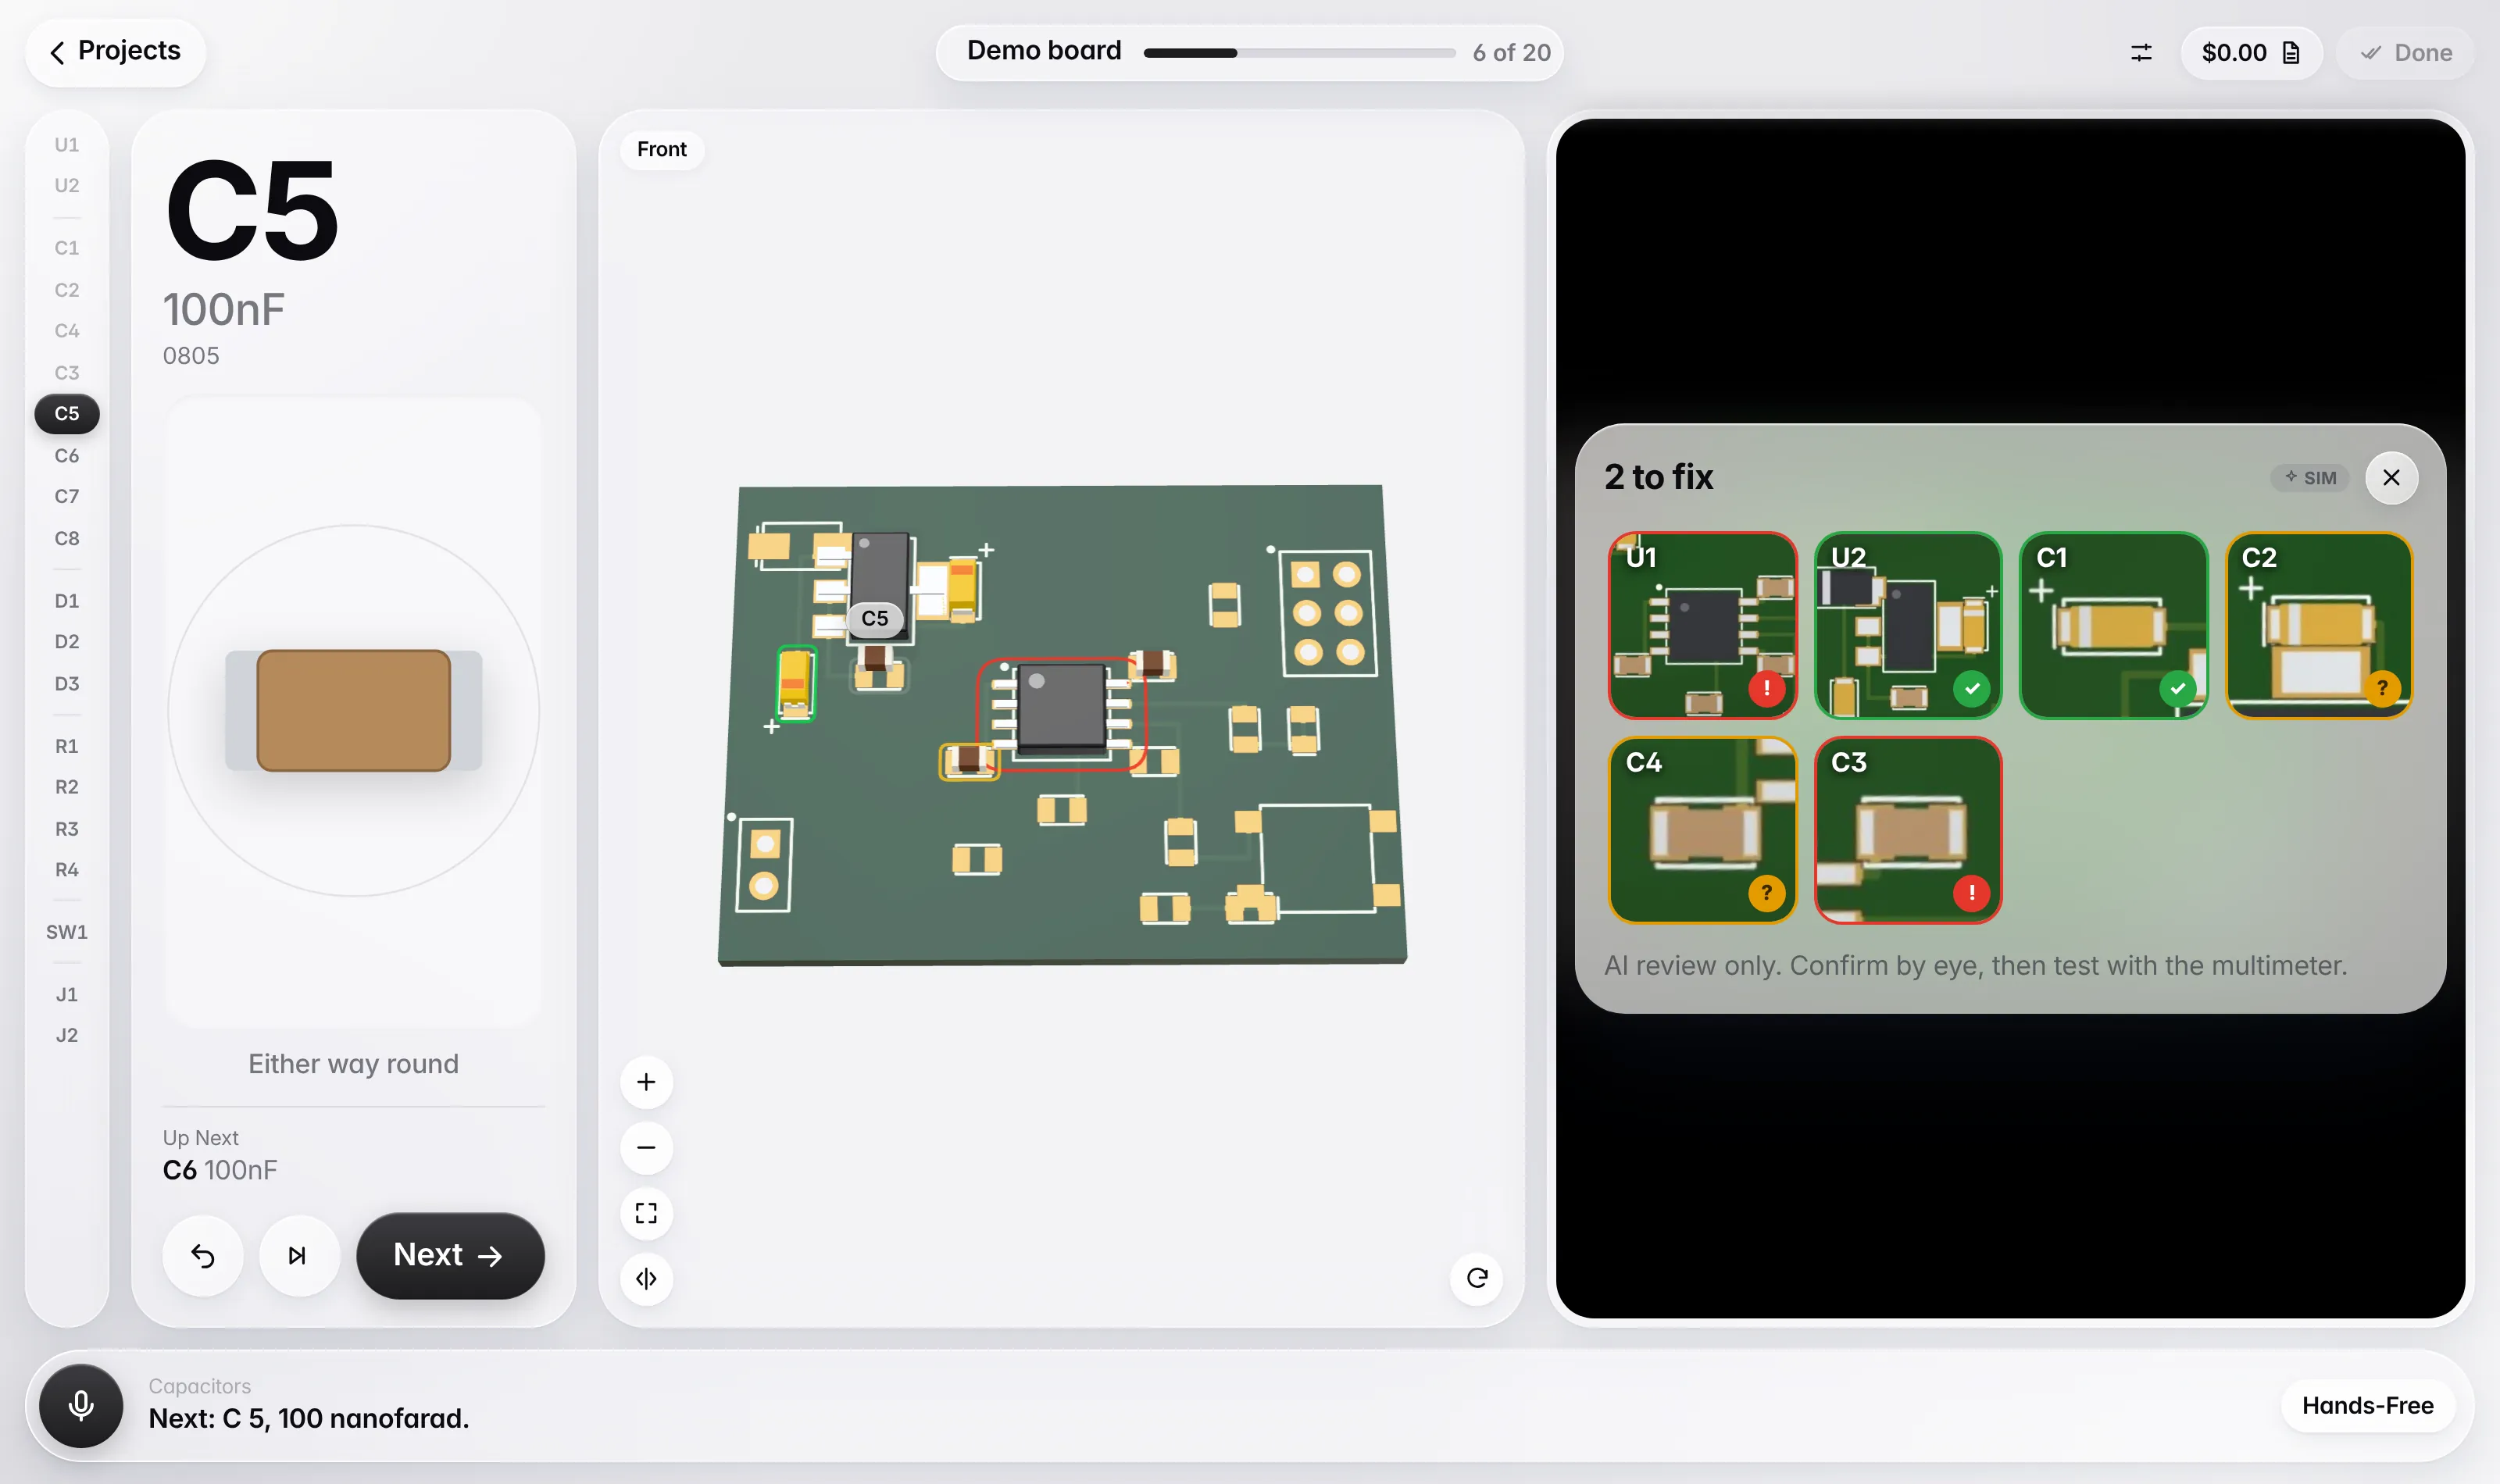 Projects
Demo board
6 of 20
$0.00
Done
U1
U2
C1
C2
C4
C3
C5
C6
C7
C8
D1
D2
D3
R1
R2
R3
R4
SW1
J1
J2
C5
100nF
0805
Either way round
Up Next
C6 100nF
Next
Front
C5
2 to fix
SIM
U1
U2
C1
C2
C4
C3
AI review only. Confirm by eye, then test with the multimeter.
Capacitors
Next: C 5, 100 nanofarad.
Hands-Free